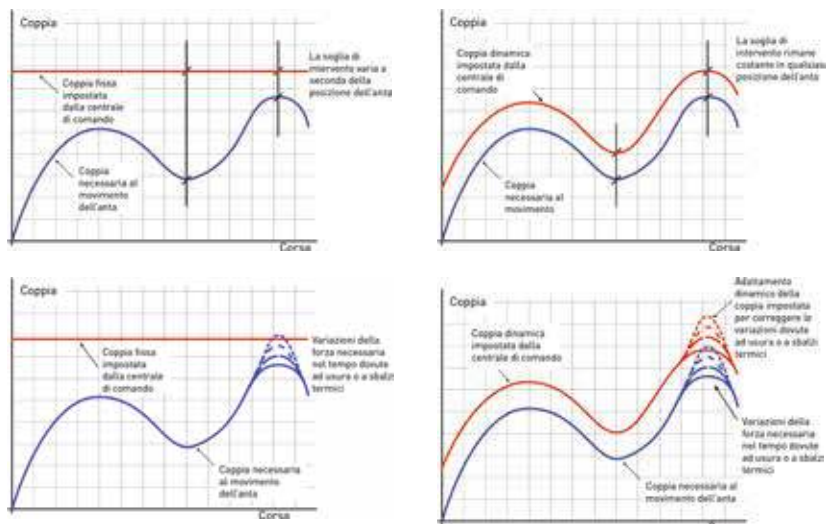 Coppia
Coppia fissa
impostata
dalla centrale
di comando
La soglia di
intervento varia a
seconda della
posizione dell'anta
Coppia
necessaria al
movimento
dell'anta
Corsa
Coppia
Coppia dinamica
impostata dalla
centrale di
comando
La soglia di
intervento rimane
costante in qualsiasi
posizione dell'anta
Coppia
necessaria al
movimento
Corsa
Coppia
Coppia fissa
impostata
dalla centrale
di comando
Variazioni della
forza necessaria
nel tempo dovute
ad usura o a sbalzi
termici
Coppia necessaria
al movimento
dell'anta
Corsa
Coppia
Coppia dinamica
impostata dalla
centrale di comando
Adattamento
dinamico della
coppia impostata
per correggere le
variazioni dovute
ad usura o a sbalzi
termici
Variazioni della
forza necessaria
nel tempo dovute
ad usura o a sbalzi
termici
Coppia necessaria al
movimento dell'anta
Corsa